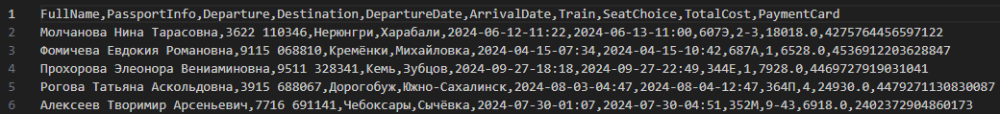 1 FullName,PassportInfo,Departure,Destination,DepartureDate,ArrivalDate,Train,SeatChoice,TotalCost,PaymentCard
2 Молчанова Нина Тарасовна,3622 110346,Нерюнгри,Харабали,2024-06-12-11:22,2024-06-13-11:00,607Э,2-3,18018.0,4275764456597122
3 Фомичева Евдокия Романовна,9115 068810,Кремёнки,Михайловка,2024-04-15-07:34,2024-04-15-10:42,687А,1,6528.0,4536912203628847
4 Прохорова Элеонора Вениаминовна,9511 328341,Кемь,Зубцов,2024-09-27-18:18,2024-09-27-22:49,344Е,1,7928.0,4469727919031041
5 Рогова Татьяна Аскольдовна,3915 688067,Дорогобуж,Южно-Сахалинск,2024-08-03-04:47,2024-08-04-12:47,364П,4,24930.0,4479271130830087
6 Алексеев Творимир Арсеньевич,7716 691141,Чебоксары,Сычёвка,2024-07-30-01:07,2024-07-30-04:51,352М,9-43,6918.0,2402372904860173